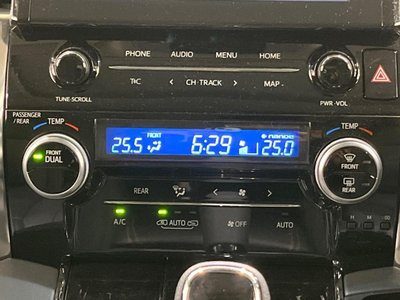 PHONE AUDIO MENU HOME
T&C < CH·TRACK > MAP
TUNE·SCROLL PWR·VOL
PASSENGER
/REAR
TEMP TEMP
FRONT nanoe
25.5 6:29 25.0
FRONT
DUAL
FRONT
REAR
REAR
H M :00
A/C AUTO OFF AUTO